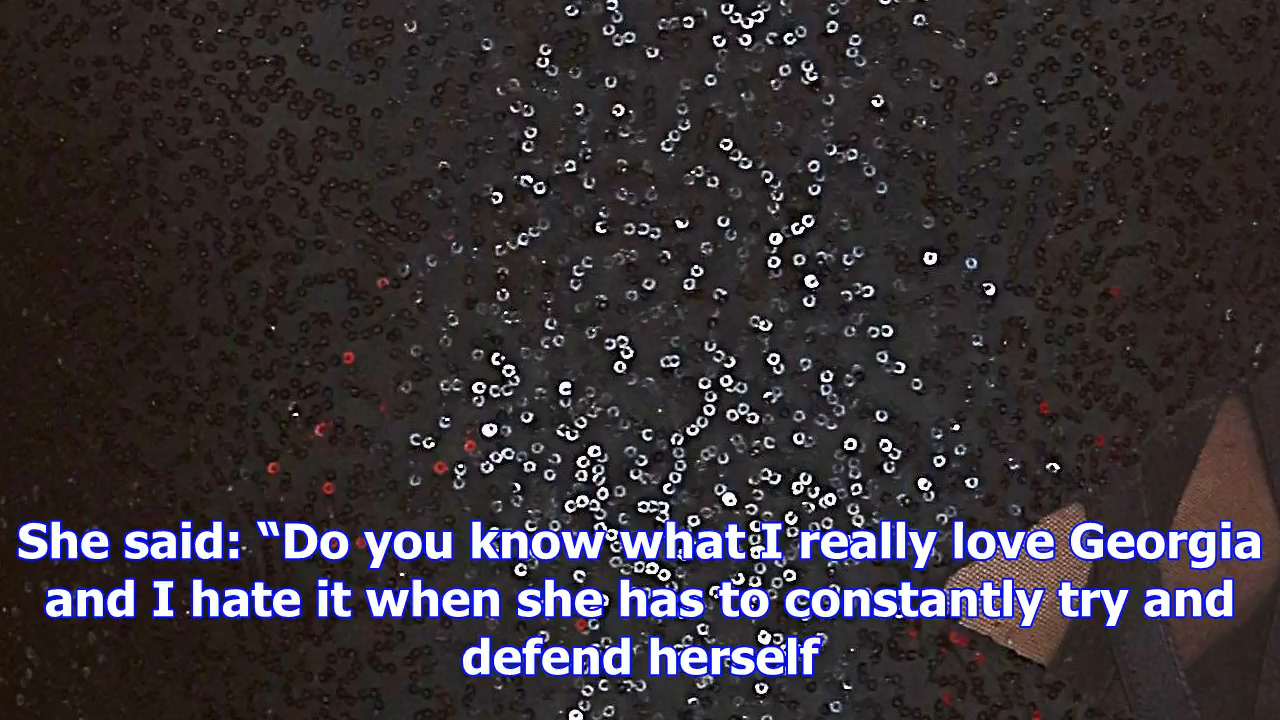 She said: “Do you know what I really love Georgia
and I hate it when she has to constantly try and
defend herself